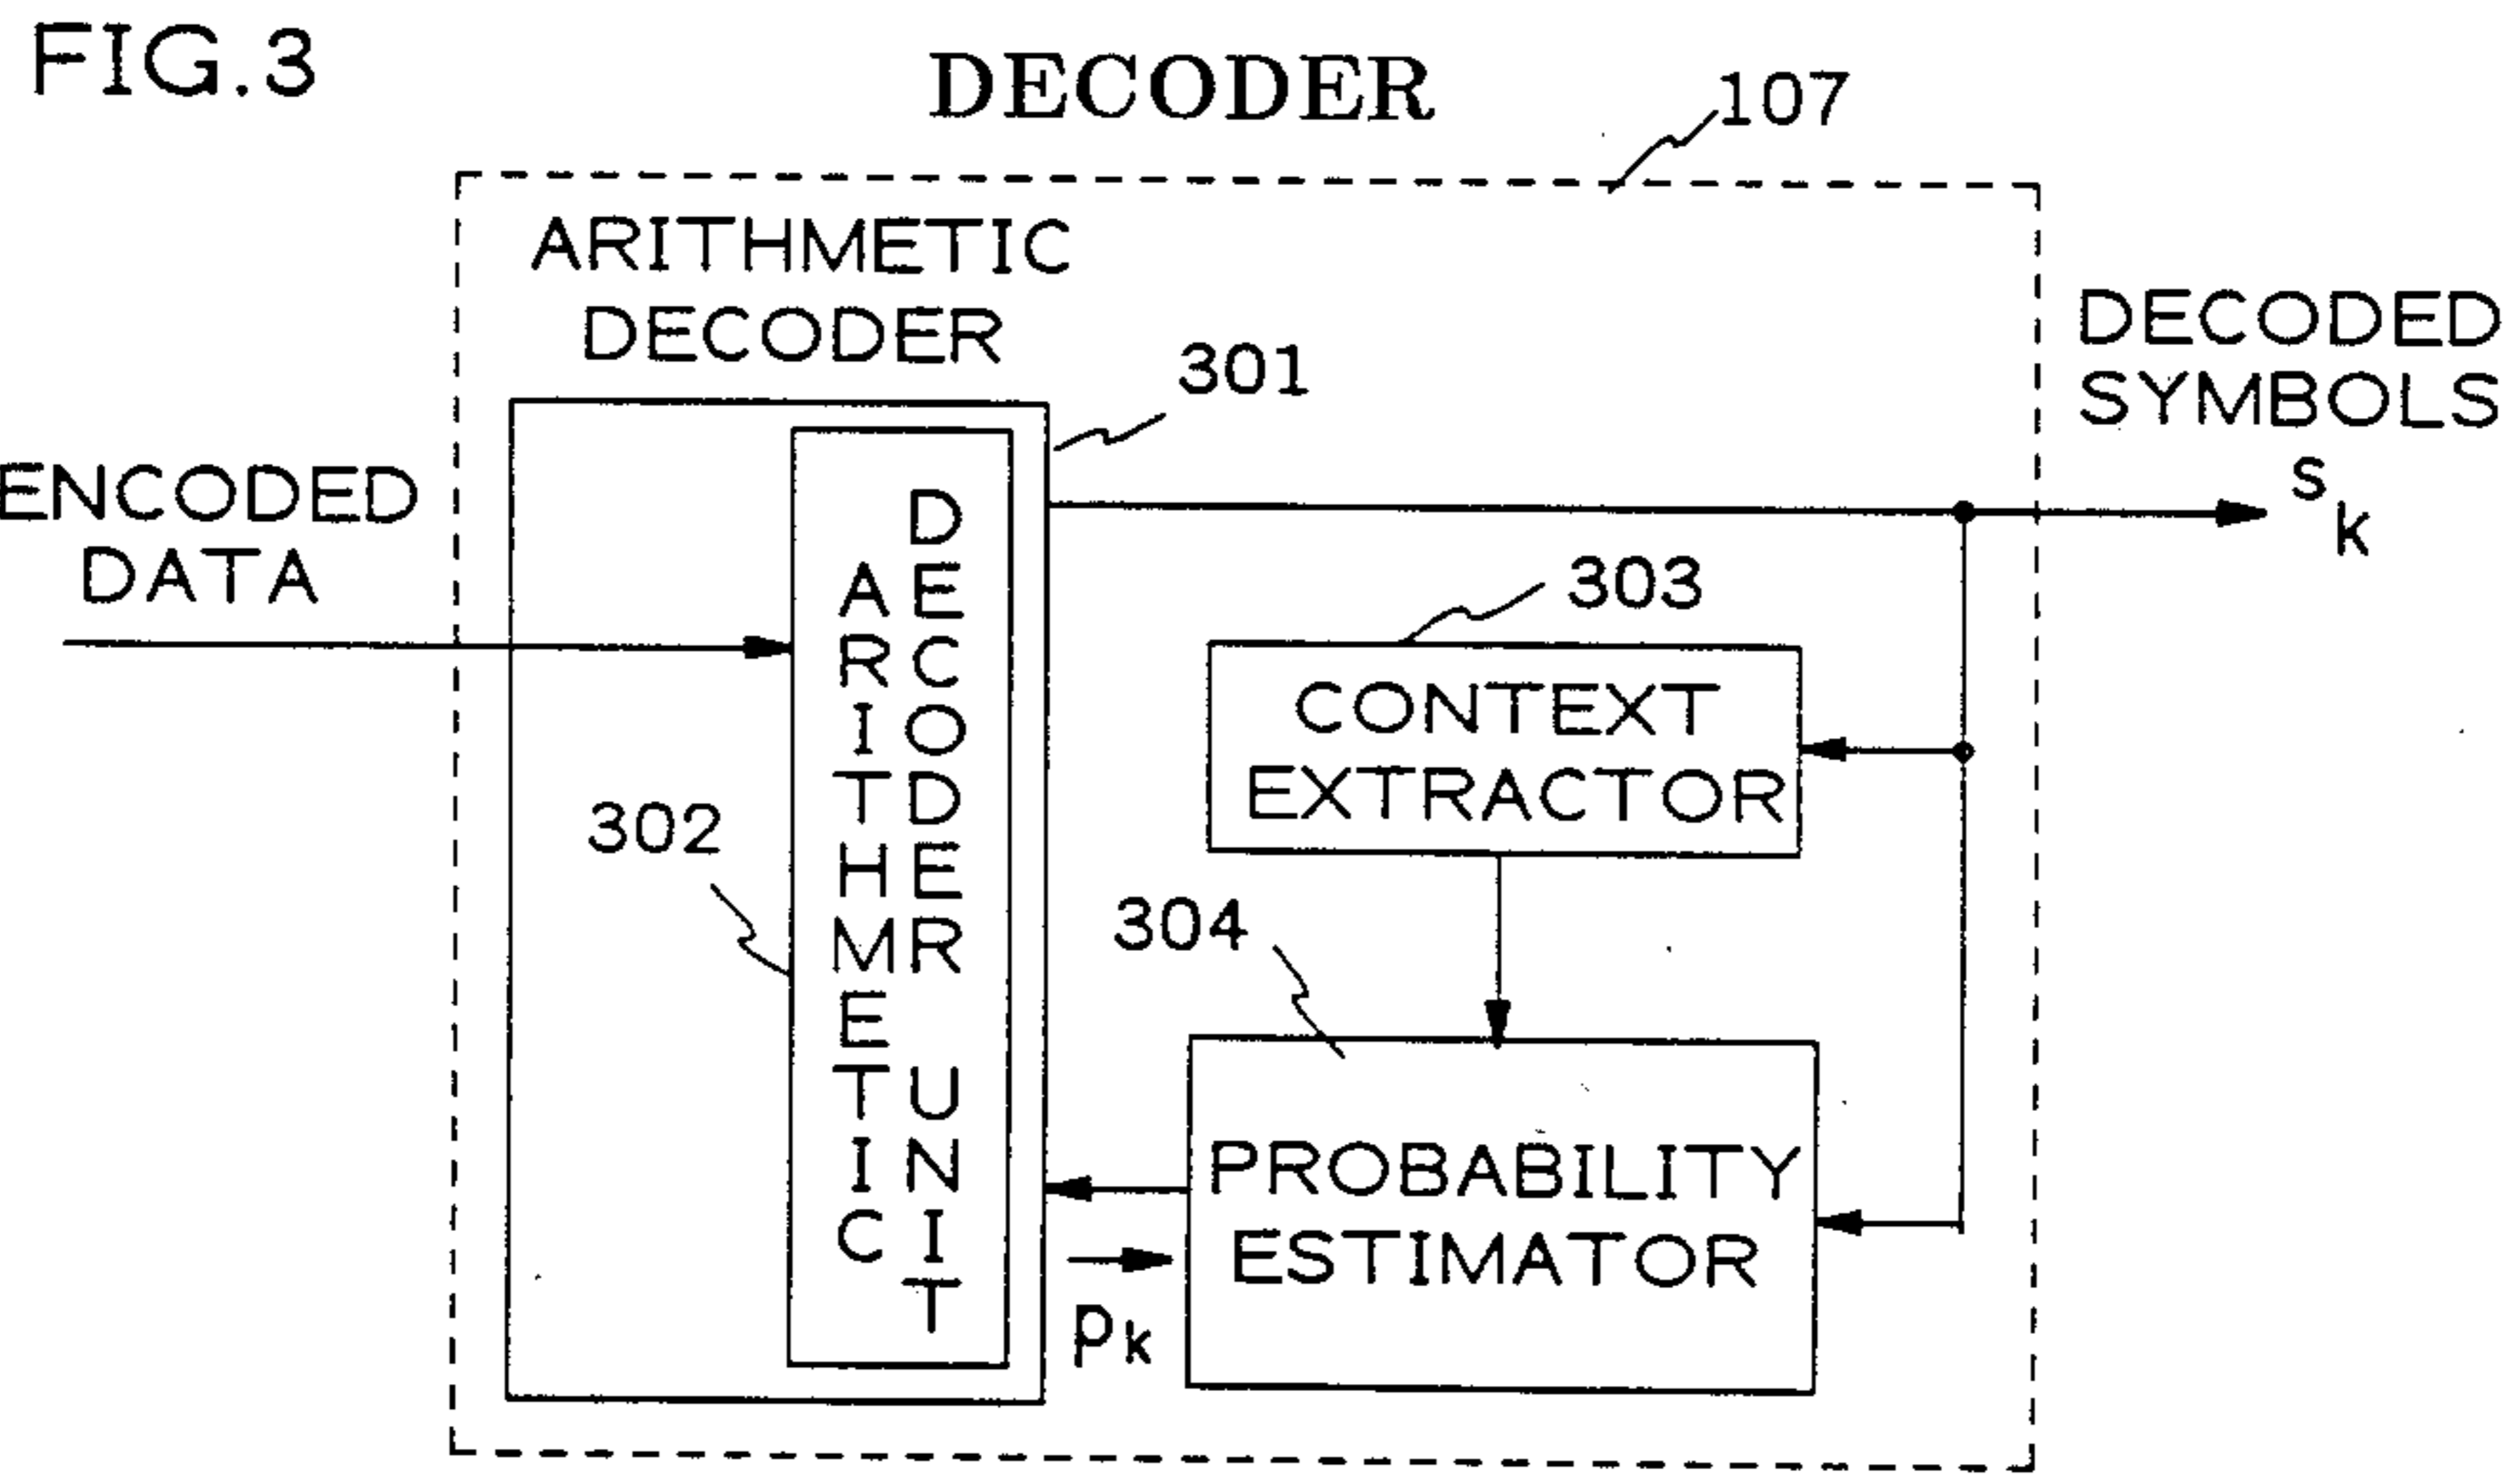 FIG.3
DECODER
107
ARITHMETIC
DECODER
301
DECODED
SYMBOLS
s k
ENCODED
DATA
ARITHMETIC
DECODER UNIT
302
303
CONTEXT
EXTRACTOR
304
PROBABILITY
ESTIMATOR
p k